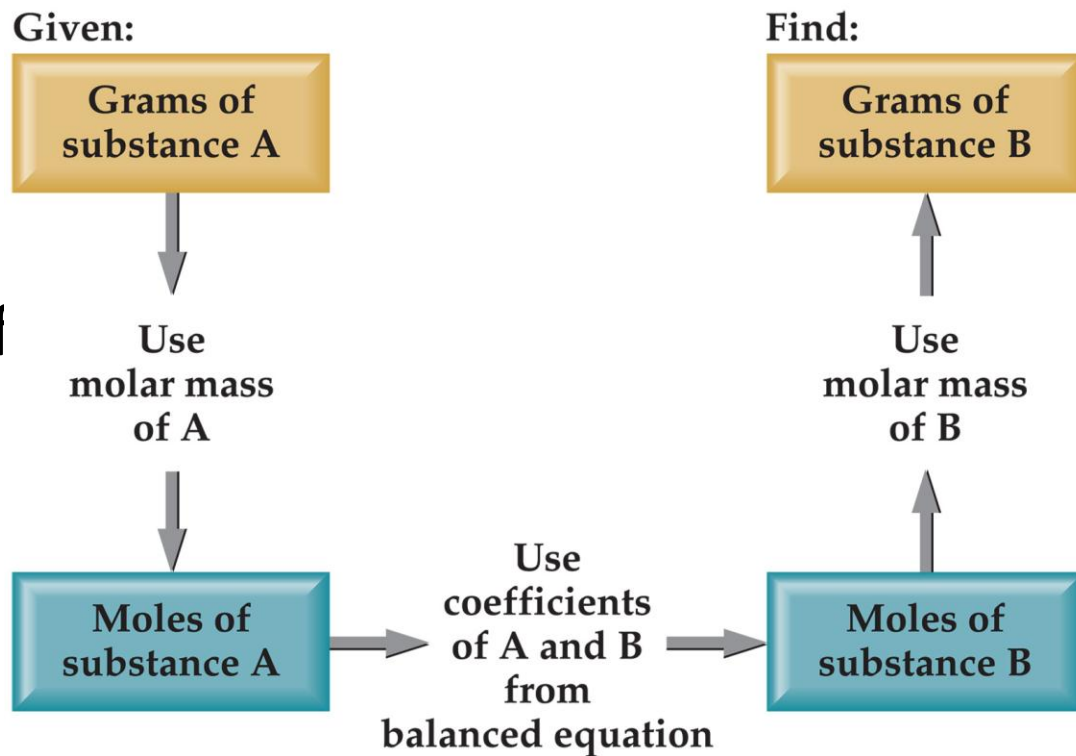 Given:
Grams of
substance A
Use
molar mass
of A
Moles of
substance A
Use
coefficients
of A and B
from
balanced equation
Moles of
substance B
Use
molar mass
of B
Find:
Grams of
substance B